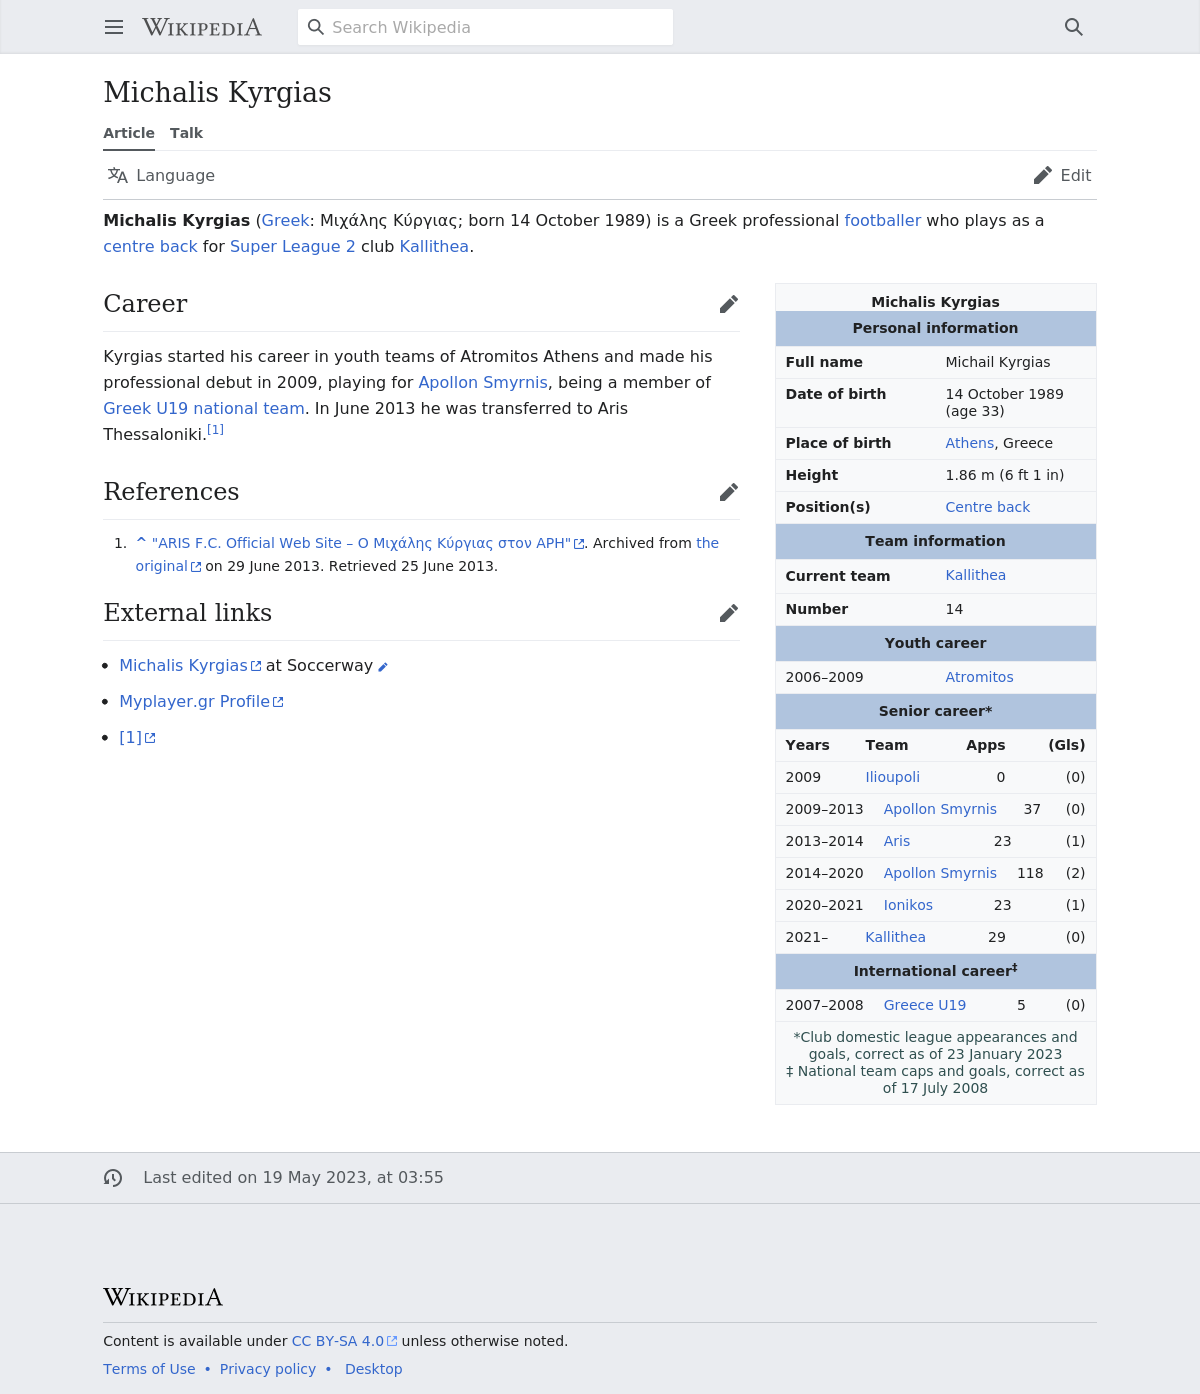 WIKIPEDIA
Search Wikipedia
Michalis Kyrgias
Article Talk
Language
Edit
Michalis Kyrgias (Greek: Μιχάλης Κύργιας; born 14 October 1989) is a Greek professional footballer who plays as a
centre back for Super League 2 club Kallithea.
Career
Kyrgias started his career in youth teams of Atromitos Athens and made his
professional debut in 2009, playing for Apollon Smyrnis, being a member of
Greek U19 national team. In June 2013 he was transferred to Aris
Thessaloniki.[1]
References
1. ^ "ARIS F.C. Official Web Site – Ο Μιχάλης Κύργιας στον ΑΡΗ". Archived from the
original on 29 June 2013. Retrieved 25 June 2013.
External links
• Michalis Kyrgias at Soccerway
• Myplayer.gr Profile
• [1]
Michalis Kyrgias
Personal information
Full name Michail Kyrgias
Date of birth 14 October 1989
(age 33)
Place of birth Athens, Greece
Height 1.86 m (6 ft 1 in)
Position(s) Centre back
Team information
Current team Kallithea
Number 14
Youth career
2006–2009 Atromitos
Senior career*
Years Team Apps (Gls)
2009 Ilioupoli 0 (0)
2009–2013 Apollon Smyrnis 37 (0)
2013–2014 Aris 23 (1)
2014–2020 Apollon Smyrnis 118 (2)
2020–2021 Ionikos 23 (1)
2021– Kallithea 29 (0)
International career‡
2007–2008 Greece U19 5 (0)
*Club domestic league appearances and
goals, correct as of 23 January 2023
‡ National team caps and goals, correct as
of 17 July 2008
Last edited on 19 May 2023, at 03:55
WIKIPEDIA
Content is available under CC BY-SA 4.0 unless otherwise noted.
Terms of Use • Privacy policy • Desktop